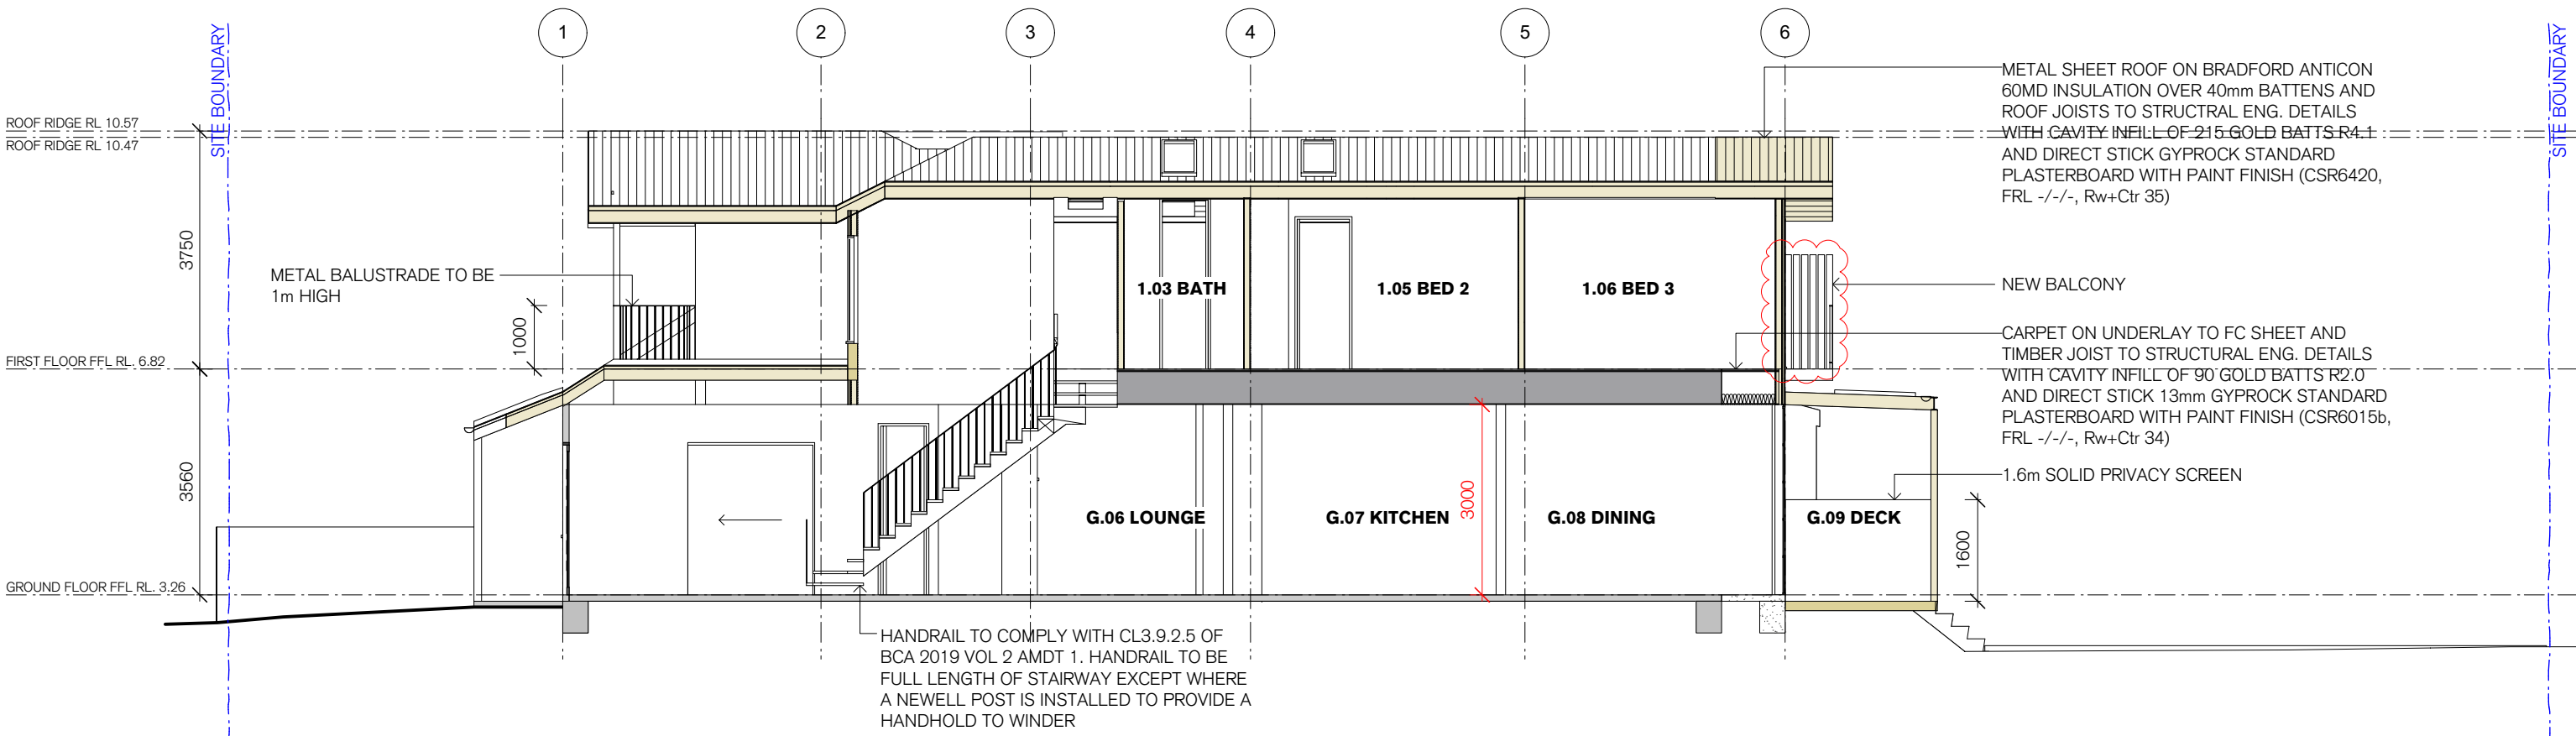 1
2
3
4
5
6
SITE BOUNDARY
SITE BOUNDARY
ROOF RIDGE RL 10.57
ROOF RIDGE RL 10.47
3750
METAL BALUSTRADE TO BE
1m HIGH
1000
FIRST FLOOR FFL RL. 6.82
3560
GROUND FLOOR FFL RL. 3.26
1.03 BATH
1.05 BED 2
1.06 BED 3
G.06 LOUNGE
G.07 KITCHEN
3000
G.08 DINING
G.09 DECK
1600
HANDRAIL TO COMPLY WITH CL3.9.2.5 OF
BCA 2019 VOL 2 AMDT 1. HANDRAIL TO BE
FULL LENGTH OF STAIRWAY EXCEPT WHERE
A NEWELL POST IS INSTALLED TO PROVIDE A
HANDHOLD TO WINDER
METAL SHEET ROOF ON BRADFORD ANTICON
60MD INSULATION OVER 40mm BATTENS AND
ROOF JOISTS TO STRUCTRAL ENG. DETAILS
WITH CAVITY INFILL OF 215 GOLD BATTS R4.1
AND DIRECT STICK GYPROCK STANDARD
PLASTERBOARD WITH PAINT FINISH (CSR6420,
FRL -/-/-, Rw+Ctr 35)
NEW BALCONY
CARPET ON UNDERLAY TO FC SHEET AND
TIMBER JOIST TO STRUCTURAL ENG. DETAILS
WITH CAVITY INFILL OF 90 GOLD BATTS R2.0
AND DIRECT STICK 13mm GYPROCK STANDARD
PLASTERBOARD WITH PAINT FINISH (CSR6015b,
FRL -/-/-, Rw+Ctr 34)
1.6m SOLID PRIVACY SCREEN